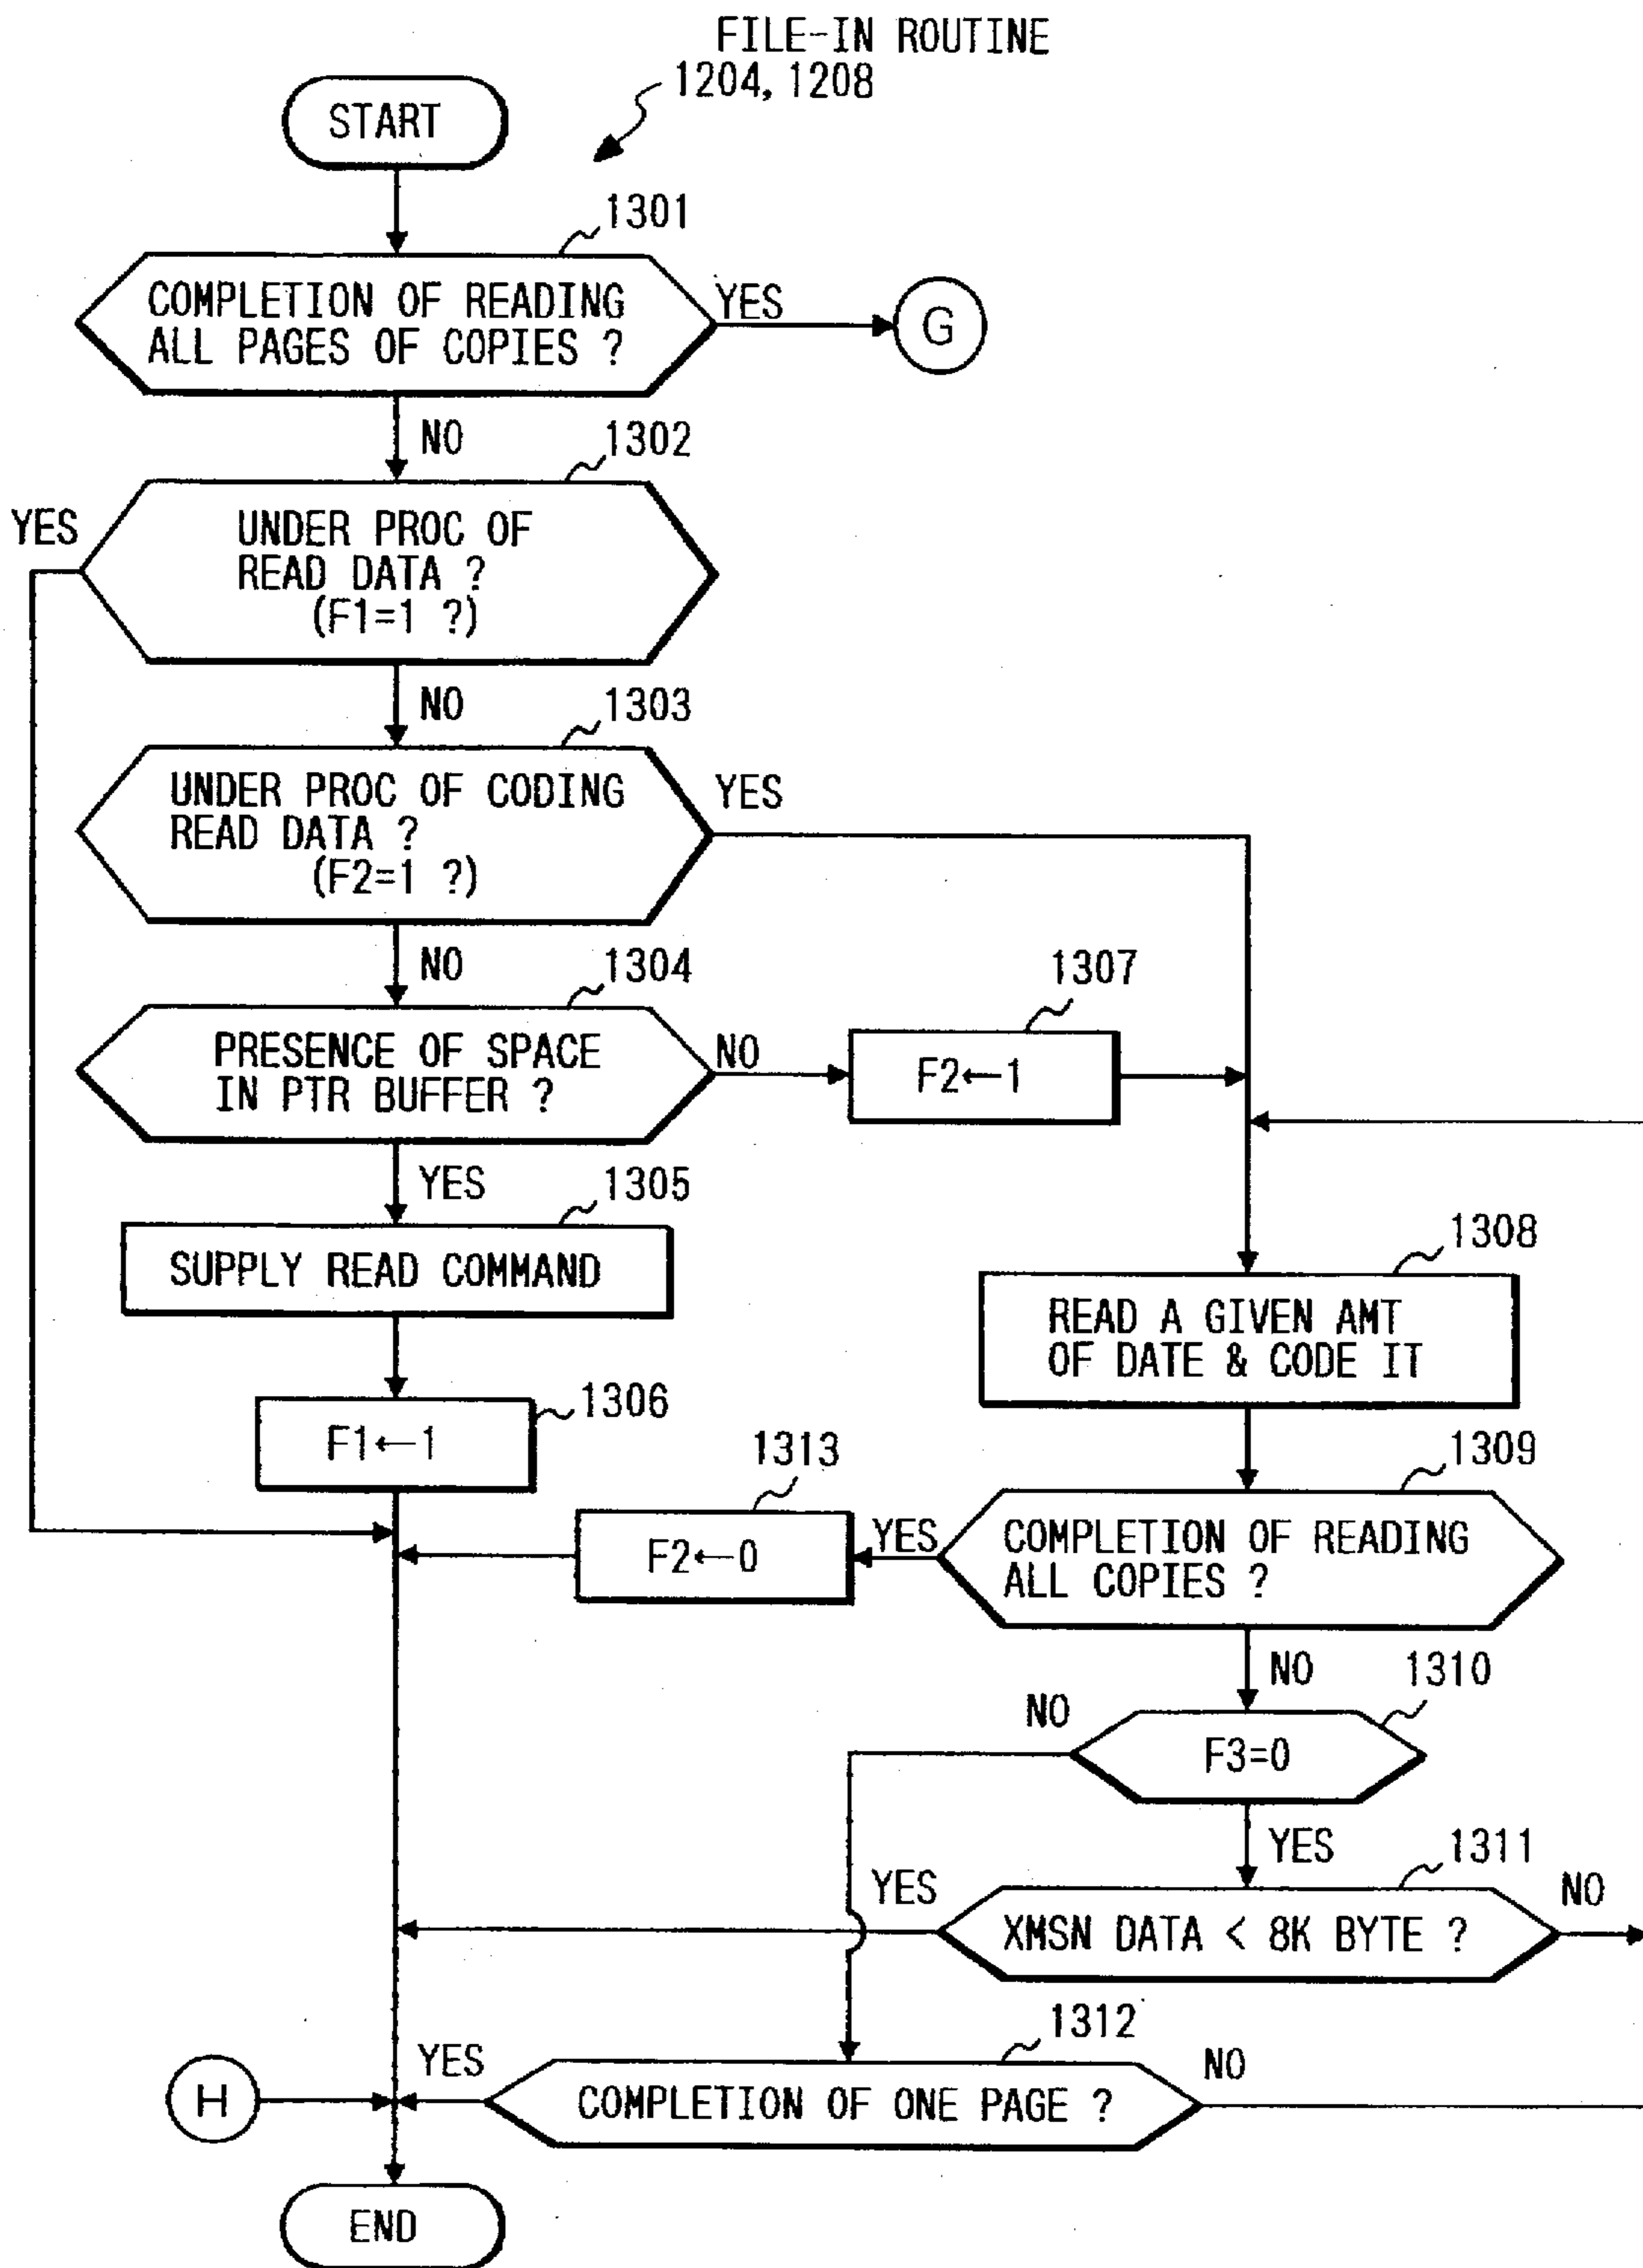 FILE-IN ROUTINE
1204, 1208
START
1301
COMPLETION OF READING
ALL PAGES OF COPIES ?
YES
G
NO
1302
YES
UNDER PROC OF
READ DATA ?
(F1=1 ?)
NO
1303
UNDER PROC OF CODING
READ DATA ?
(F2=1 ?)
YES
NO
1304
PRESENCE OF SPACE
IN PTR BUFFER ?
NO
1307
F2←1
YES
1305
SUPPLY READ COMMAND
1308
READ A GIVEN AMT
OF DATE & CODE IT
1306
F1←1
1313
F2←0
1309
YES
COMPLETION OF READING
ALL COPIES ?
NO
1310
NO
F3=0
YES
1311
YES
XMSN DATA < 8K BYTE ?
NO
1312
H
YES
COMPLETION OF ONE PAGE ?
NO
END